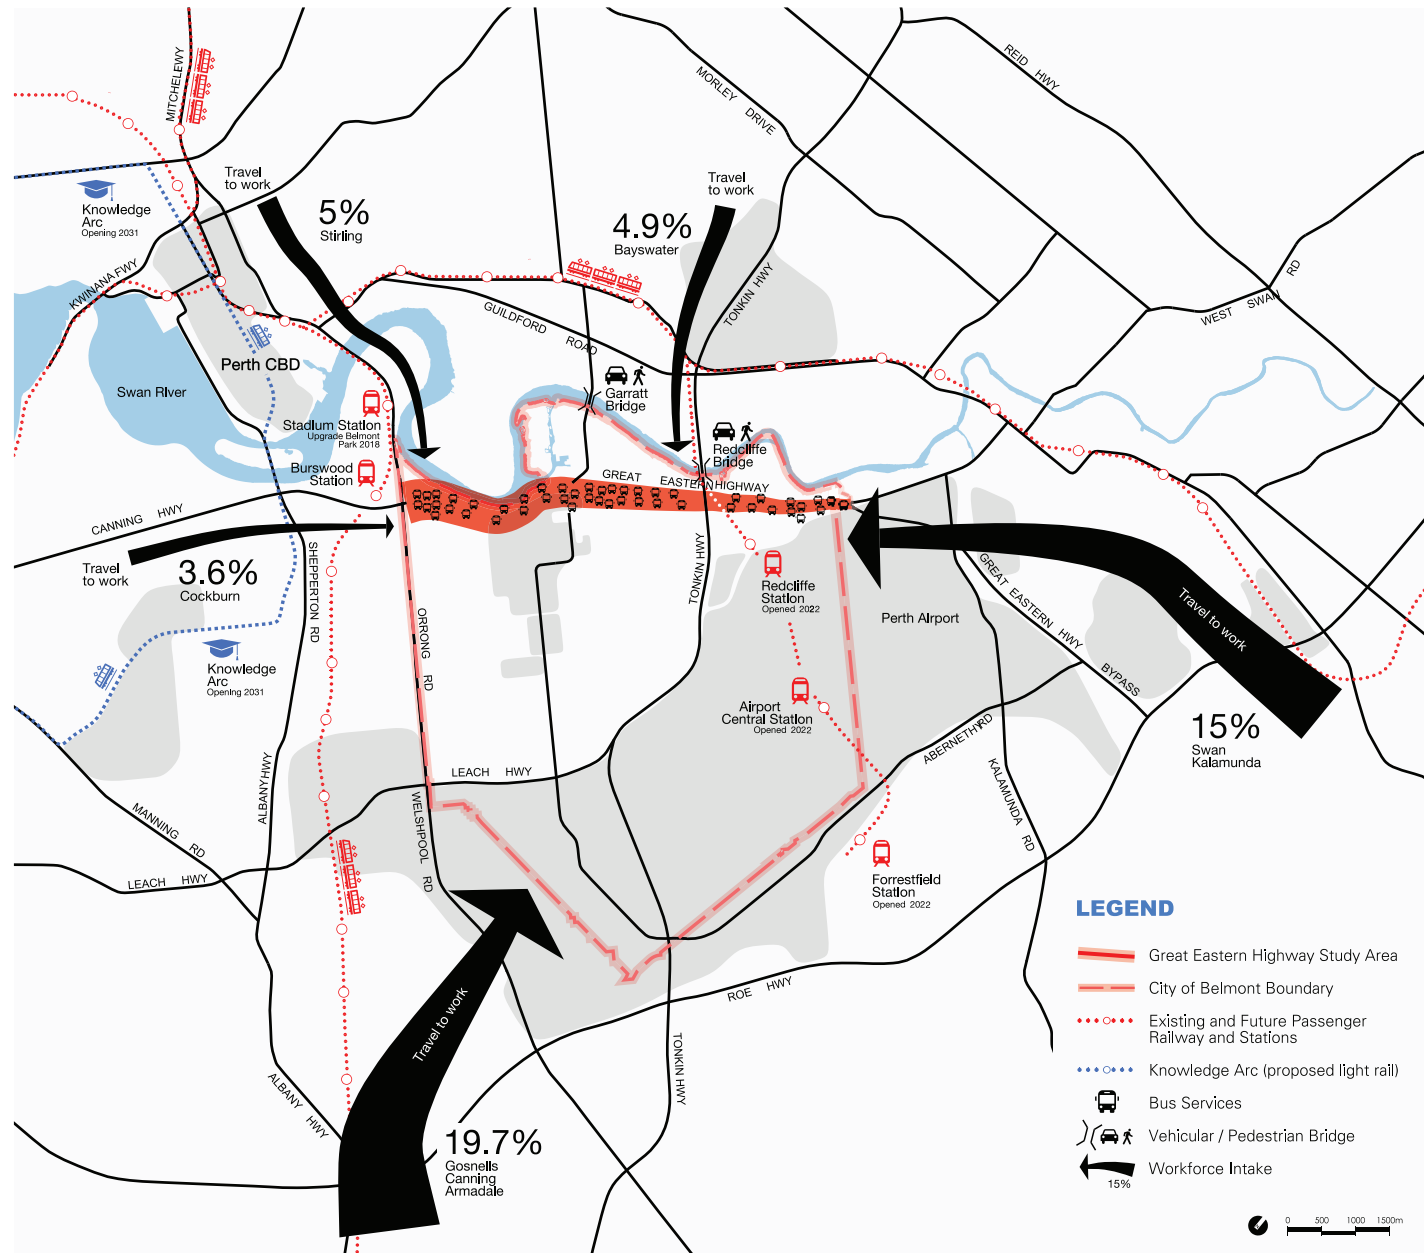 MITCHELEWY
REID HWY
MORLEY DRIVE
Travel
to work
Travel
to work
Knowledge
Arc
Opening 2031
5%
Stirling
4.9%
Bayswater
KWINANA FWY
TONKIN HWY
WEST SWAN RD
GUILDFORD ROAD
Perth CBD
Swan River
Garratt
Bridge
Stadium Station
Upgrade Belmont
Park 2018
Redcliffe
Bridge
Burswood
Station
GREAT EASTERN HIGHWAY
CANNING HWY
SHEPPERTON RD
TONKIN HWY
GREAT EASTERN HWY BYPASS
Travel
to work
3.6%
Cockburn
Redcliffe
Station
Opened 2022
Travel to work
Perth Airport
ORRONG RD
Knowledge
Arc
Opening 2031
Airport
Central Station
Opened 2022
ABERNETHY RD
15%
Swan
Kalamunda
KALAMUNDA RD
LEACH HWY
ALBANY HWY
MANNING RD
WELSHPOOL RD
LEACH HWY
Forrestfield
Station
Opened 2022
ROE HWY
Travel to work
TONKIN HWY
ALBANY HWY
19.7%
Gosnells
Canning
Armadale
LEGEND
Great Eastern Highway Study Area
City of Belmont Boundary
Existing and Future Passenger
Railway and Stations
Knowledge Arc (proposed light rail)
Bus Services
Vehicular / Pedestrian Bridge
Workforce Intake
15%
0 500 1000 1500m